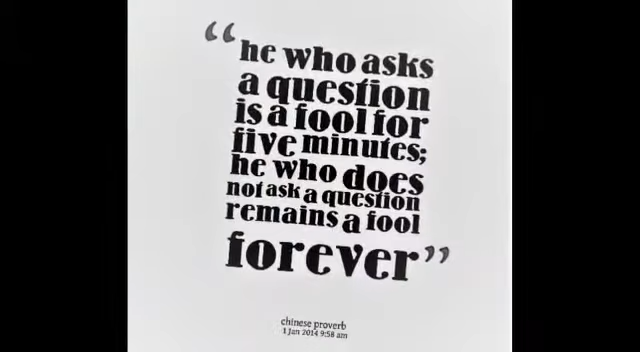 “he who asks
a question
is a fool for
five minutes;
he who does
not ask a question
remains a fool
forever”
chinese proverb
1 Jan 2014 9:58 am